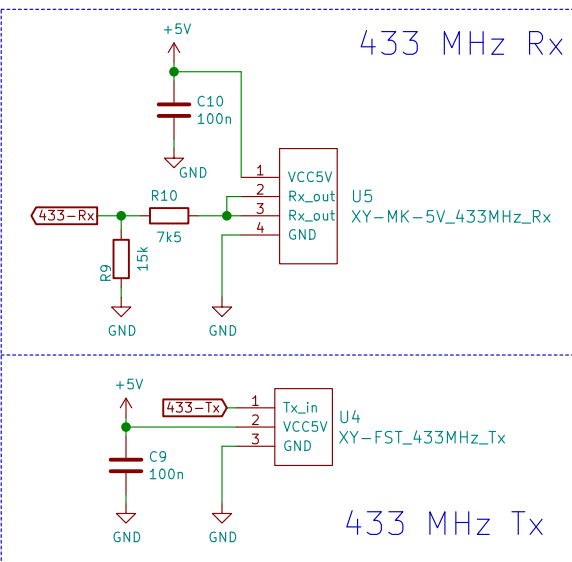 +5V
433 MHz Rx
C10
100n
GND
1
VCC5V
2
Rx_out
3
Rx_out
4
GND
U5
XY-MK-5V_433MHz_Rx
R10
433-Rx
7k5
R9
15k
GND
GND
+5V
433-Tx
1
Tx_in
2
VCC5V
3
GND
U4
XY-FST_433MHz_Tx
C9
100n
GND
GND
433 MHz Tx